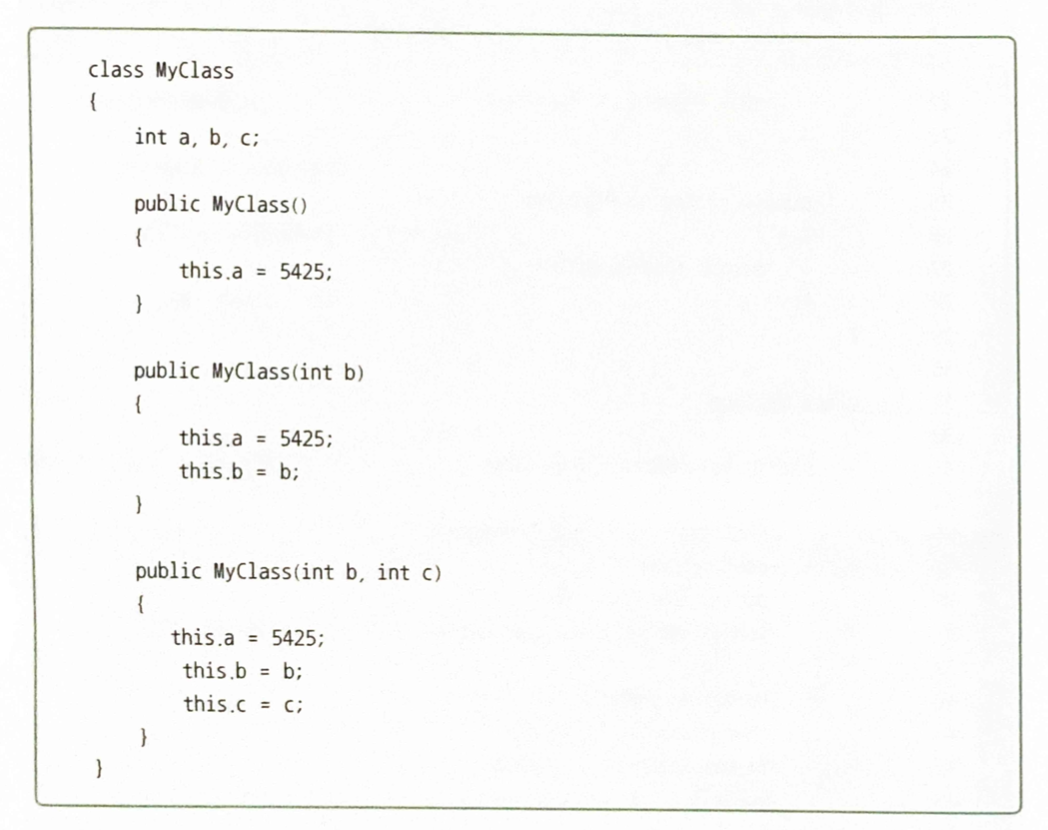 class MyClass
{
int a, b, c;
public MyClass()
{
this.a = 5425;
}
public MyClass(int b)
{
this.a = 5425;
this.b = b;
}
public MyClass(int b, int c)
{
this.a = 5425;
this.b = b;
this.c = c;
}
}